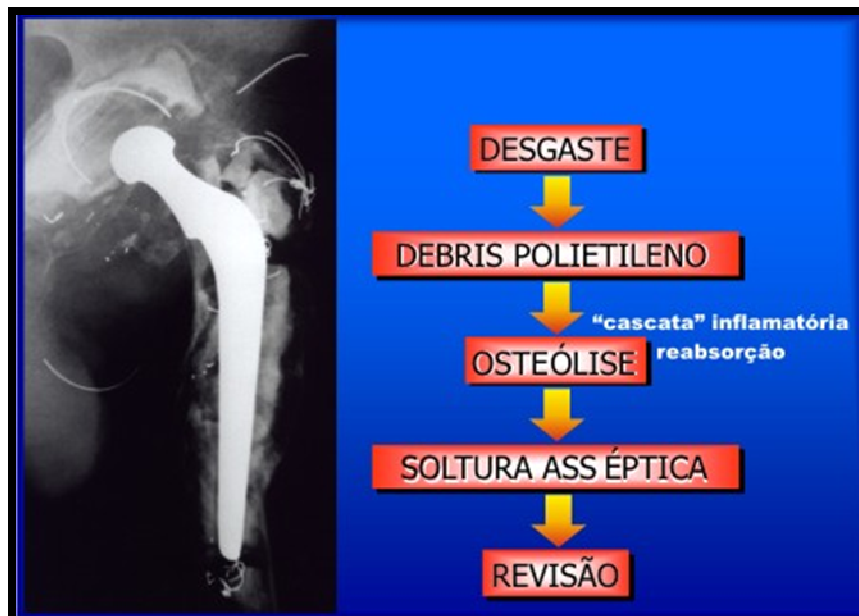 DESGASTE
DEBRIS POLIETILENO
“cascata” inflamatória
reabsorção
OSTEÓLISE
SOLTURA ASS ÉPTICA
REVISÃO